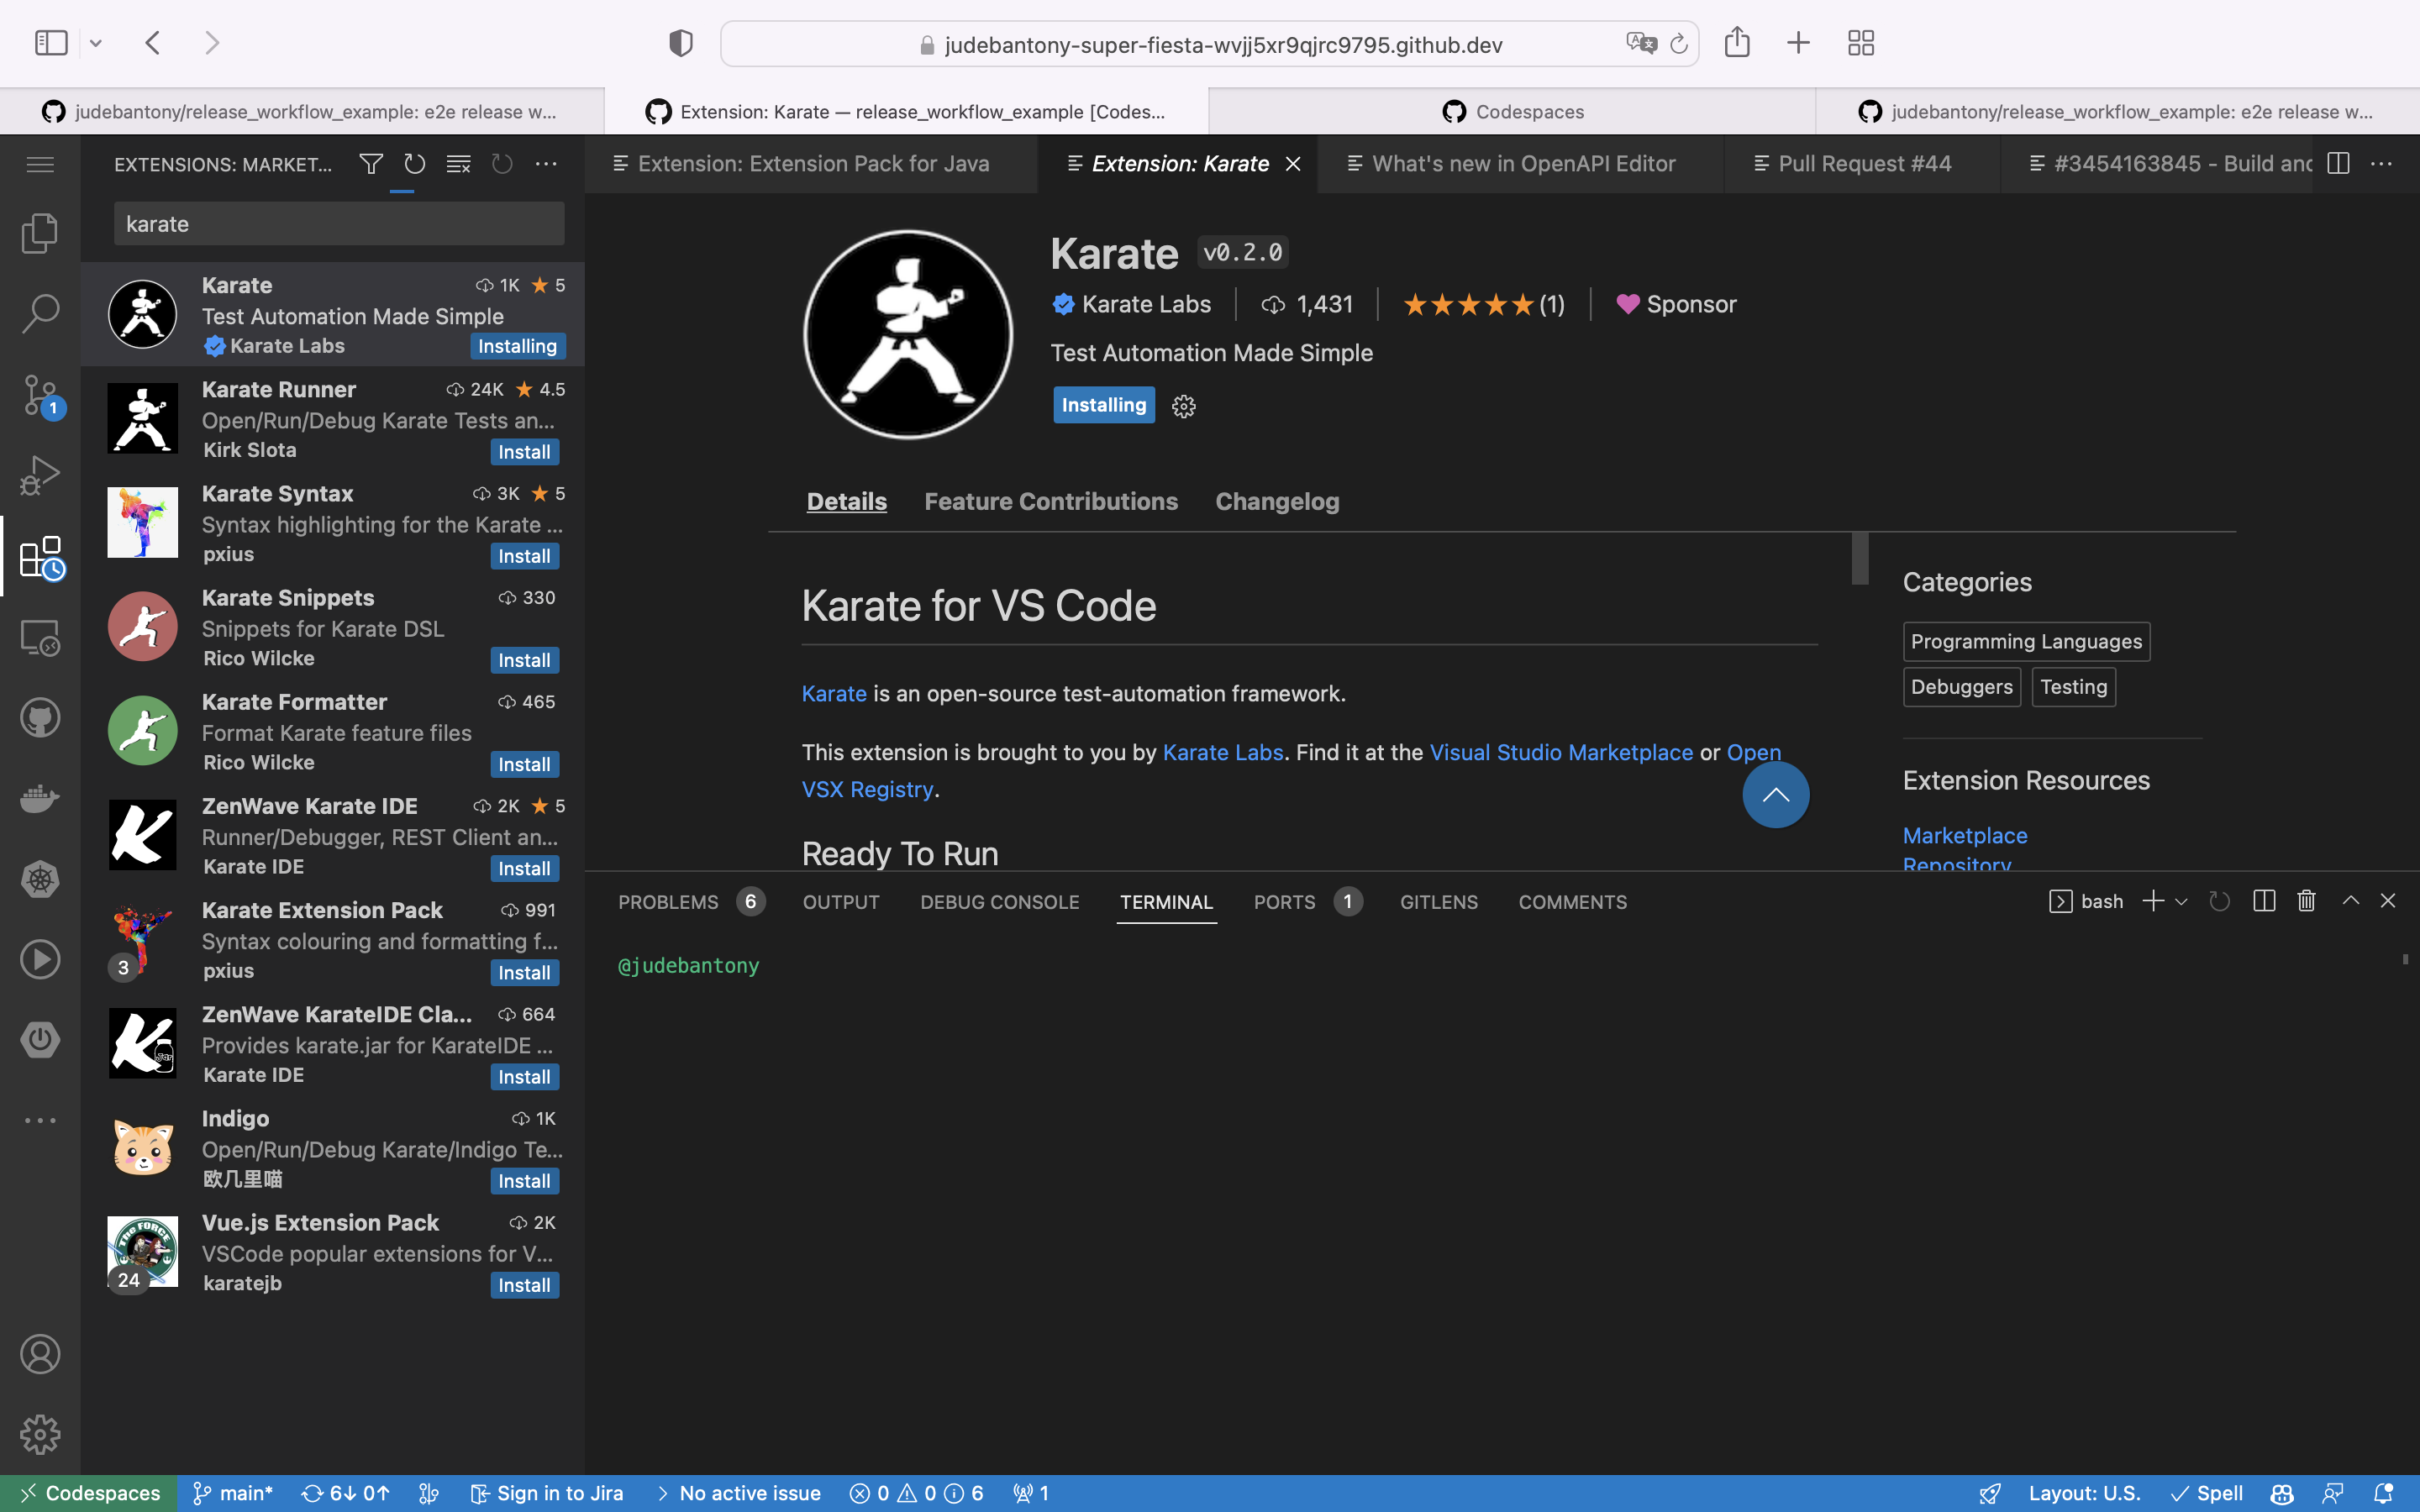 judebantony-super-fiesta-wvjj5xr9qjrc9795.github.dev
judebantony/release_workflow_example: e2e release w...
Extension: Karate — release_workflow_example [Codes...
Codespaces
judebantony/release_workflow_example: e2e release w...
EXTENSIONS: MARKET...
Extension: Extension Pack for Java
Extension: Karate
What's new in OpenAPI Editor
Pull Request #44
#3454163845 - Build and
karate
Karate 1K 5
Test Automation Made Simple
Karate Labs Installing
Karate Runner 24K 4.5
Open/Run/Debug Karate Tests an...
Kirk Slota Install
Karate Syntax 3K 5
Syntax highlighting for the Karate ...
pxius Install
Karate Snippets 330
Snippets for Karate DSL
Rico Wilcke Install
Karate Formatter 465
Format Karate feature files
Rico Wilcke Install
ZenWave Karate IDE 2K 5
Runner/Debugger, REST Client an...
Karate IDE Install
Karate Extension Pack 991
Syntax colouring and formatting f...
3 pxius Install
ZenWave KarateIDE Cla... 664
Provides karate.jar for KarateIDE ...
Karate IDE Install
Indigo 1K
Open/Run/Debug Karate/Indigo Te...
欧几里喵 Install
Vue.js Extension Pack 2K
VSCode popular extensions for V...
24 karatejb Install
1
Karate v0.2.0
Karate Labs 1,431 (1) Sponsor
Test Automation Made Simple
Installing
Details Feature Contributions Changelog
Karate for VS Code
Karate is an open-source test-automation framework.
This extension is brought to you by Karate Labs. Find it at the Visual Studio Marketplace or Open
VSX Registry.
Ready To Run
Categories
Programming Languages
Debuggers Testing
Extension Resources
Marketplace
Repository
PROBLEMS 6 OUTPUT DEBUG CONSOLE TERMINAL PORTS 1 GITLENS COMMENTS
bash
@judebantony
Codespaces main* 6↓ 0↑ Sign in to Jira No active issue 0 0 6 1
Layout: U.S. Spell